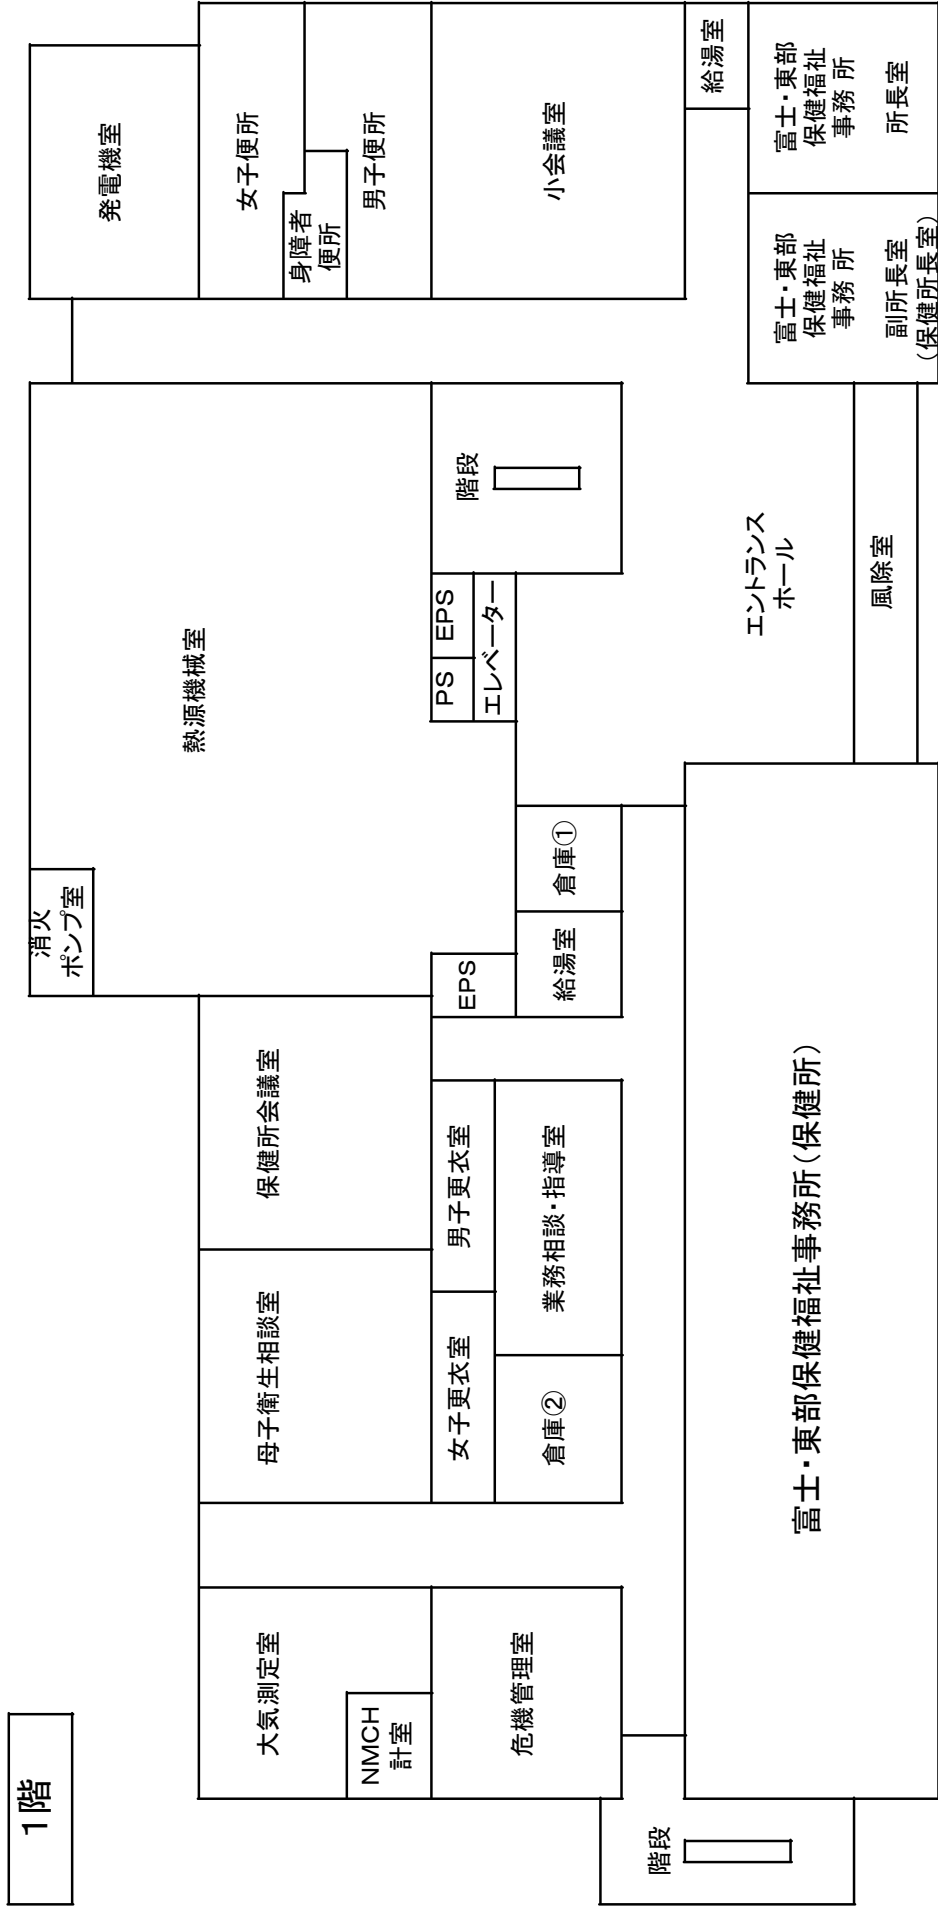 1階
消火
ポンプ室
発電機室
熱源機械室
大気測定室
母子衛生相談室
保健所会議室
女子便所
身障者
便所
男子便所
NMCH
計室
PS
EPS
階段
エレベーター
女子更衣室
男子更衣室
EPS
危機管理室
倉庫②
業務相談・指導室
給湯室
倉庫①
小会議室
階段
給湯室
エントランス
ホール
富士・東部保健福祉事務所(保健所)
風除室
富士・東部
保健福祉
事務 所
副所長室
(保健所長室)
富士・東部
保健福祉
事務 所
所長室